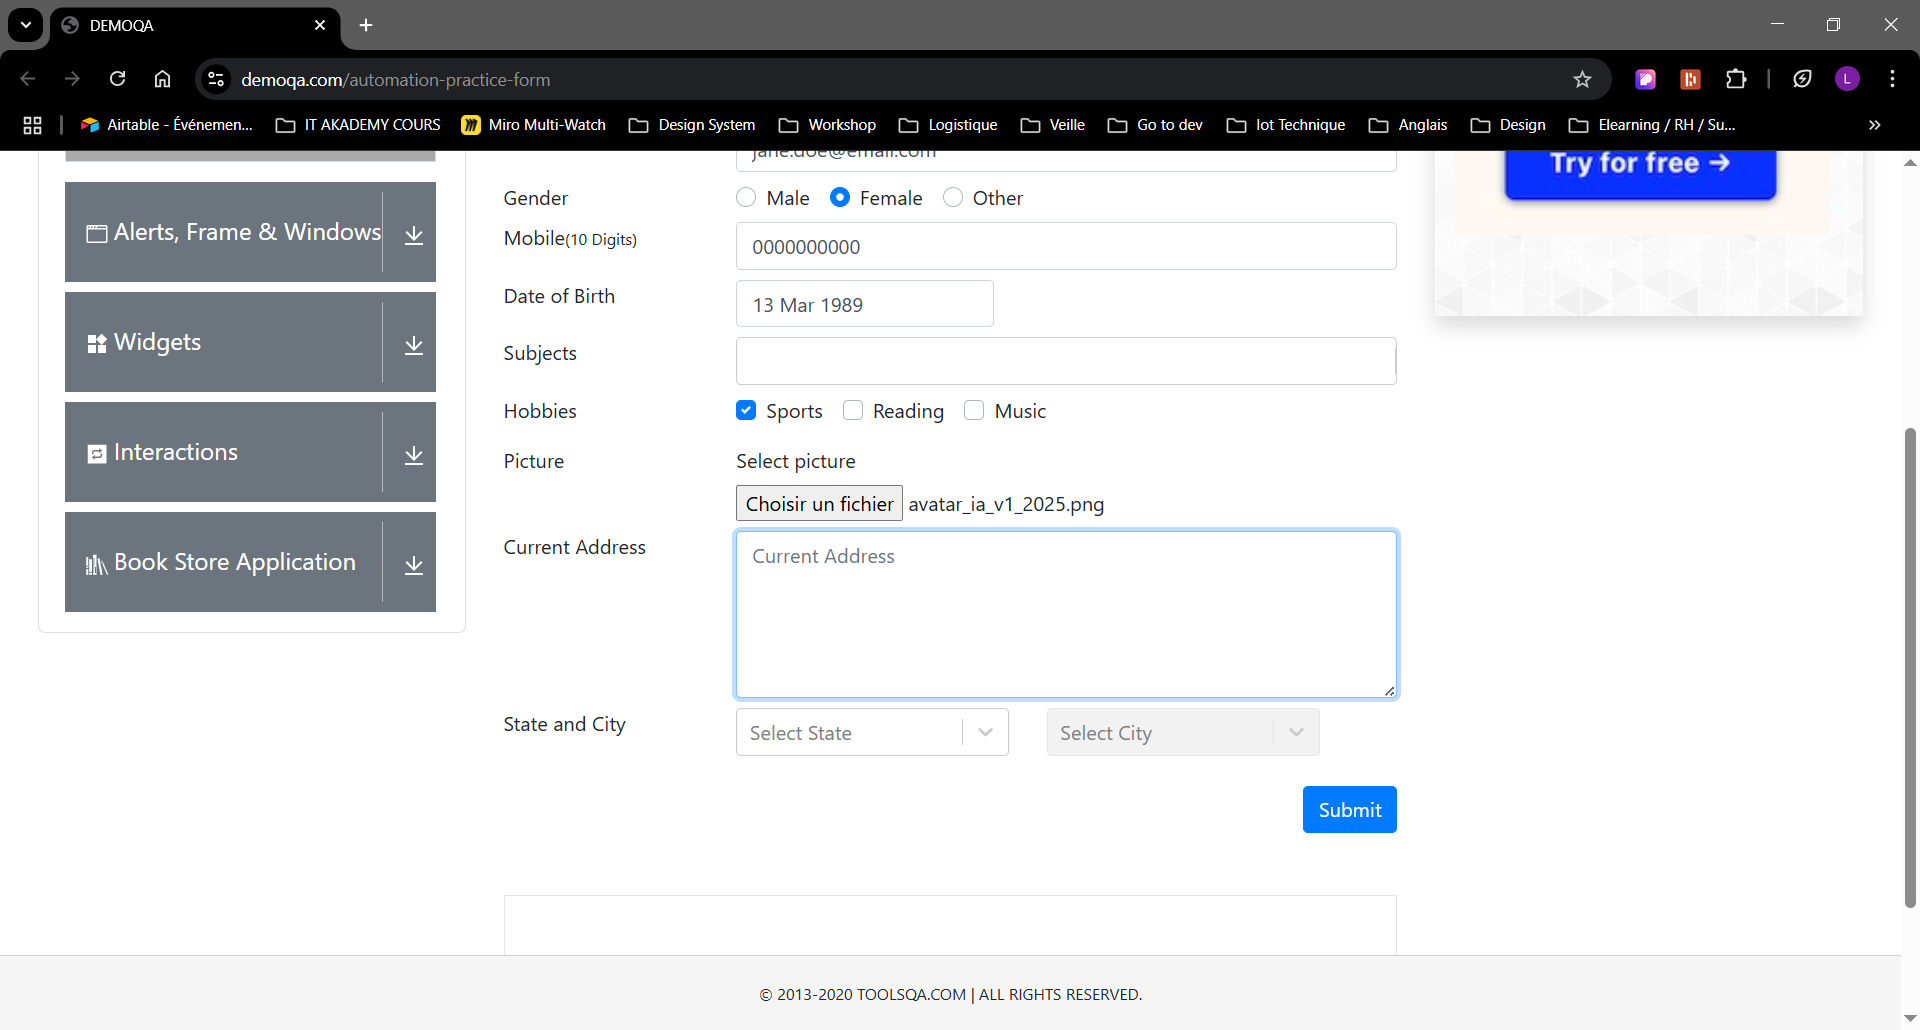 DEMOQA
demoqa.com/automation-practice-form
L
Airtable - Événemen...
IT AKADEMY COURS
Miro Multi-Watch
Design System
Workshop
Logistique
Veille
Go to dev
Iot Technique
Anglais
Design
Elearning / RH / Su...
jane.doe@email.com
Try for free →
Gender
Male
Female
Other
Alerts, Frame & Windows
Mobile(10 Digits)
0000000000
Date of Birth
13 Mar 1989
Widgets
Subjects
Hobbies
Sports
Reading
Music
Interactions
Picture
Select picture
Choisir un fichier
avatar_ia_v1_2025.png
Current Address
Current Address
Book Store Application
State and City
Select State
Select City
Submit
© 2013-2020 TOOLSQA.COM | ALL RIGHTS RESERVED.